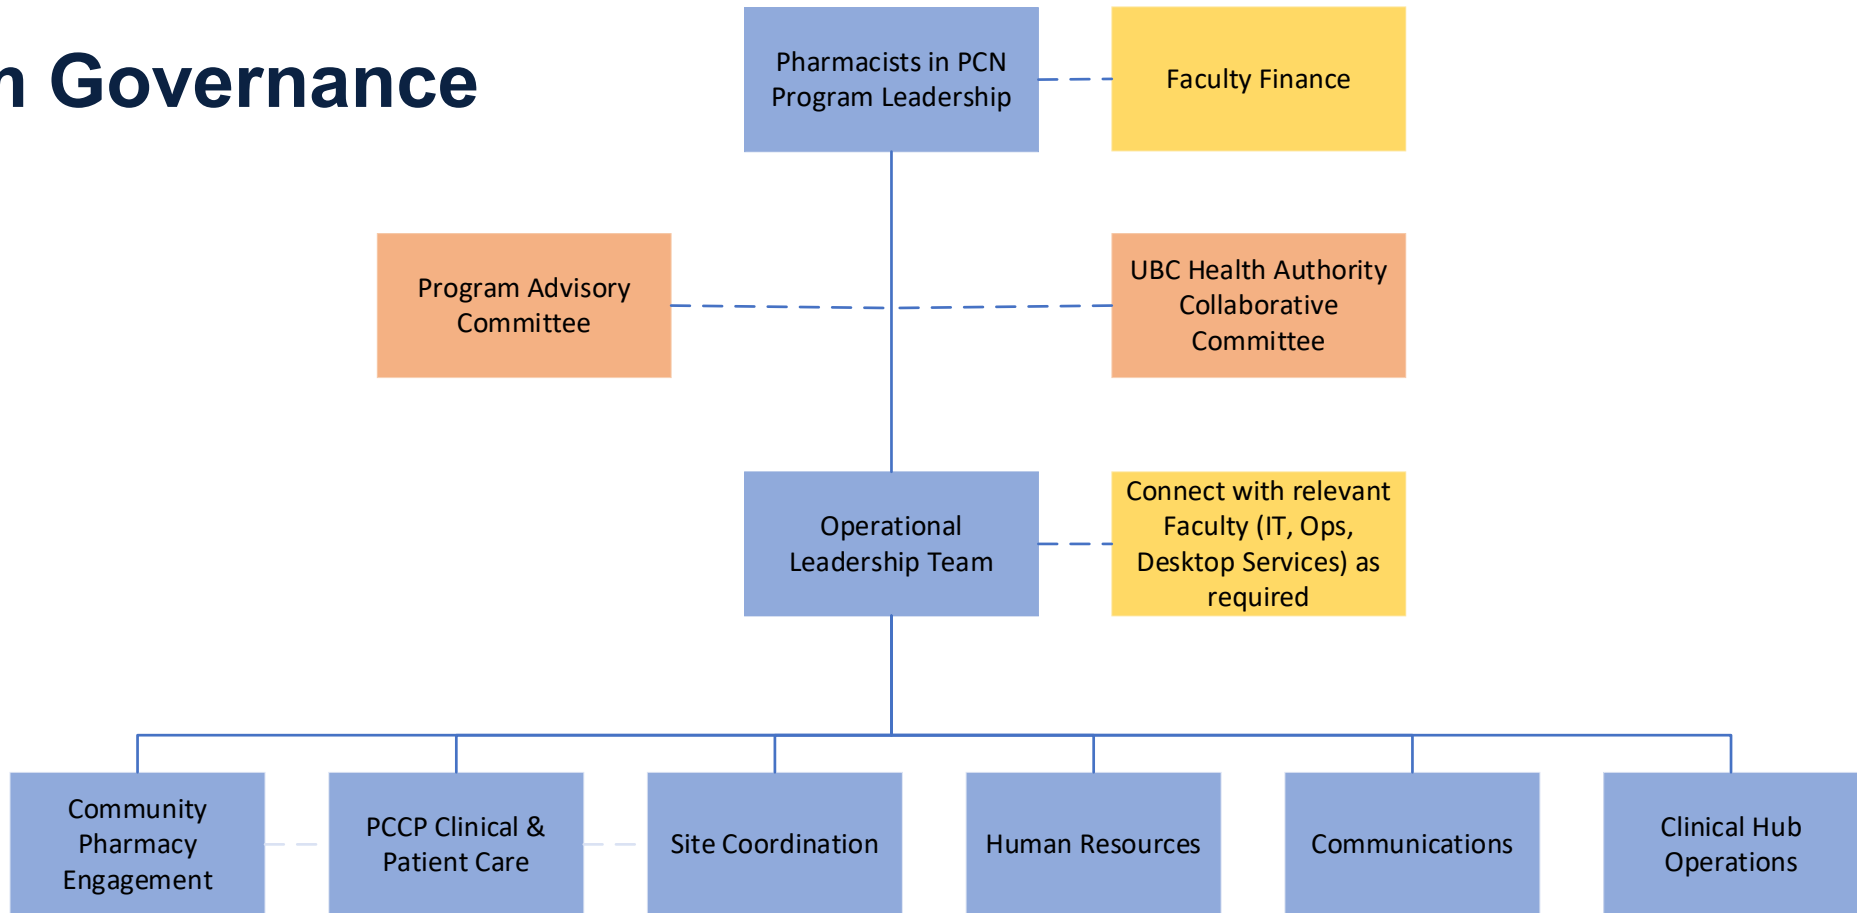 n Governance
Pharmacists in PCN
Program Leadership
Faculty Finance
Program Advisory
Committee
UBC Health Authority
Collaborative
Committee
Operational
Leadership Team
Connect with relevant
Faculty (IT, Ops,
Desktop Services) as
required
Community
Pharmacy
Engagement
PCCP Clinical &
Patient Care
Site Coordination
Human Resources
Communications
Clinical Hub
Operations